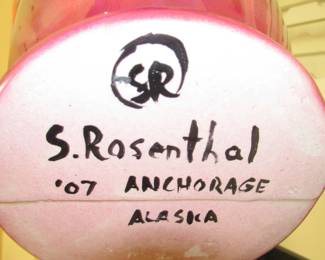 SR
S.Rosenthal
'07 ANCHORAGE
ALASKA